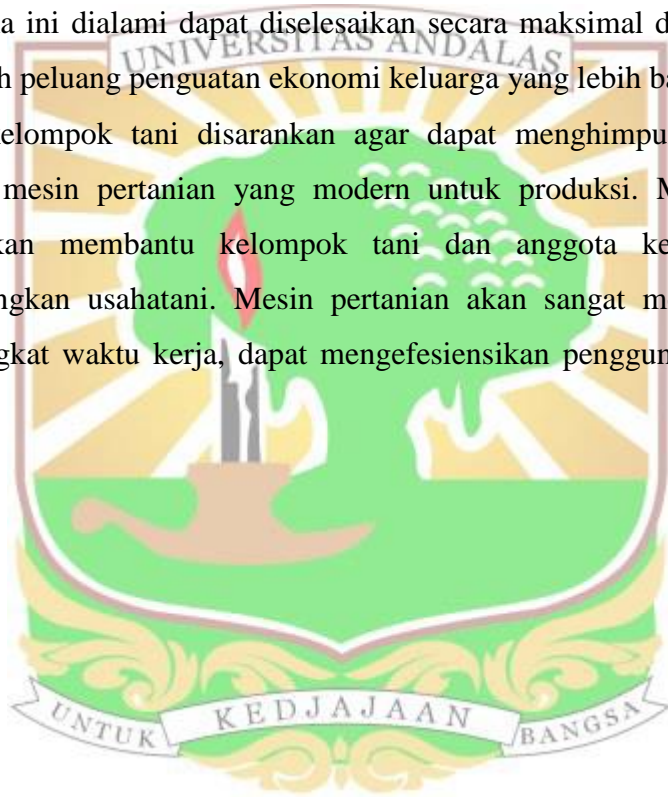 a ini dialami dapat diselesaikan secara maksimal d
UNIVERSITAS ANDALAS
h peluang penguatan ekonomi keluarga yang lebih ba
elompok tani disarankan agar dapat menghimpu
mesin pertanian yang modern untuk produksi. M
kan membantu kelompok tani dan anggota ke
ngkan usahatani. Mesin pertanian akan sangat m
gkat waktu kerja, dapat mengefesiensikan penggun
UNTUK KEDJAJAAN BANGSA